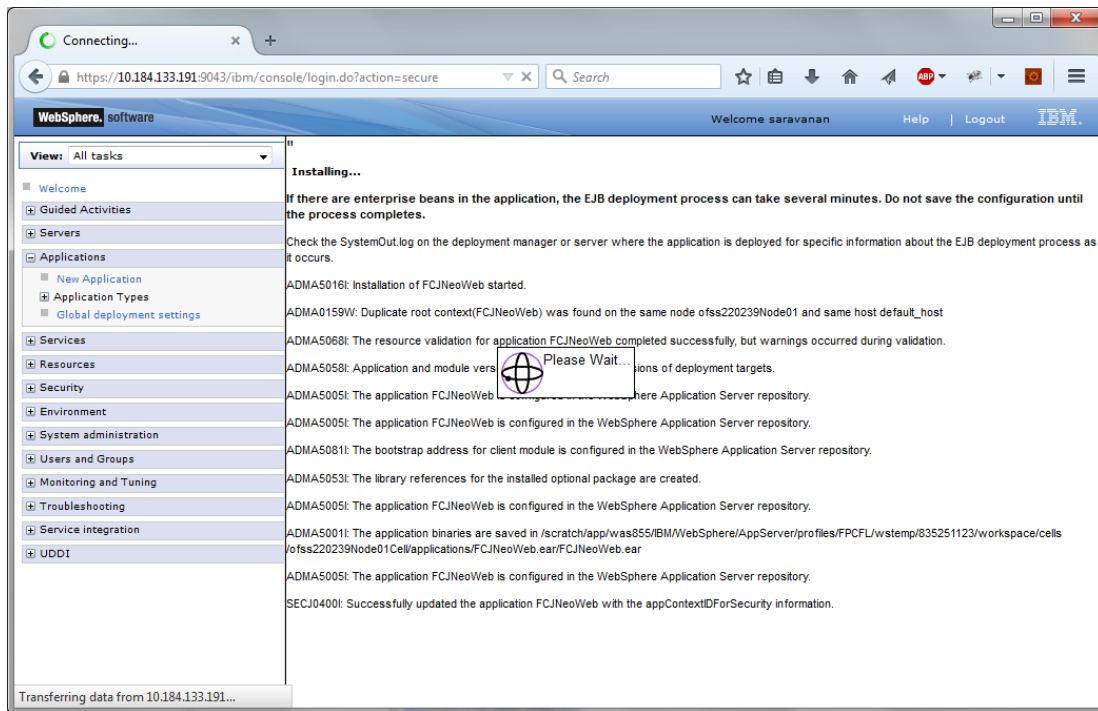 Connecting...
https://10.184.133.191:9043/ibm/console/login.do?action=secure
Search
ABP
WebSphere. software
Welcome saravanan
Help | Logout
IBM.
View: All tasks
Welcome
Guided Activities
Servers
Applications
New Application
Application Types
Global deployment settings
Services
Resources
Security
Environment
System administration
Users and Groups
Monitoring and Tuning
Troubleshooting
Service integration
UDDI
"
Installing...
If there are enterprise beans in the application, the EJB deployment process can take several minutes. Do not save the configuration until
the process completes.
Check the SystemOut.log on the deployment manager or server where the application is deployed for specific information about the EJB deployment process as
it occurs.
ADMA5016I: Installation of FCJNeoWeb started.
ADMA0159W: Duplicate root context(FCJNeoWeb) was found on the same node ofss220239Node01 and same host default_host
ADMA5068I: The resource validation for application FCJNeoWeb completed successfully, but warnings occurred during validation.
Please Wait...
ADMA5058I: Application and module vers sions of deployment targets.
ADMA5005I: The application FCJNeoWeb is configured in the WebSphere Application Server repository.
ADMA5005I: The application FCJNeoWeb is configured in the WebSphere Application Server repository.
ADMA5081I: The bootstrap address for client module is configured in the WebSphere Application Server repository.
ADMA5053I: The library references for the installed optional package are created.
ADMA5005I: The application FCJNeoWeb is configured in the WebSphere Application Server repository.
ADMA5001I: The application binaries are saved in /scratch/app/was855/IBM/WebSphere/AppServer/profiles/FPCFL/wstemp/835251123/workspace/cells
/ofss220239Node01Cell/applications/FCJNeoWeb.ear/FCJNeoWeb.ear
ADMA5005I: The application FCJNeoWeb is configured in the WebSphere Application Server repository.
SECJ0400I: Successfully updated the application FCJNeoWeb with the appContextIDForSecurity information.
Transferring data from 10.184.133.191...